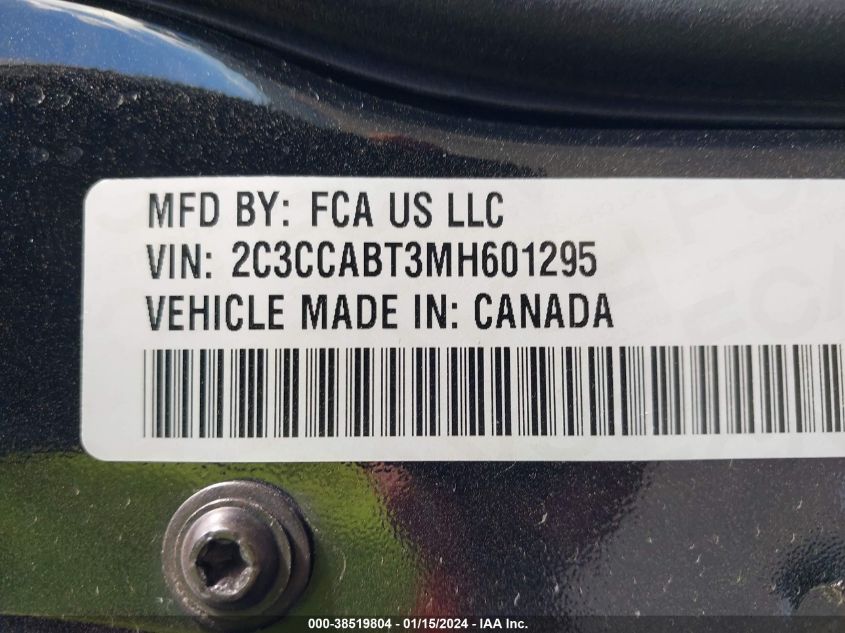 MFD BY: FCA US LLC
VIN: 2C3CCABT3MH601295
VEHICLE MADE IN: CANADA
000-38519804 - 01/15/2024 - IAA Inc.